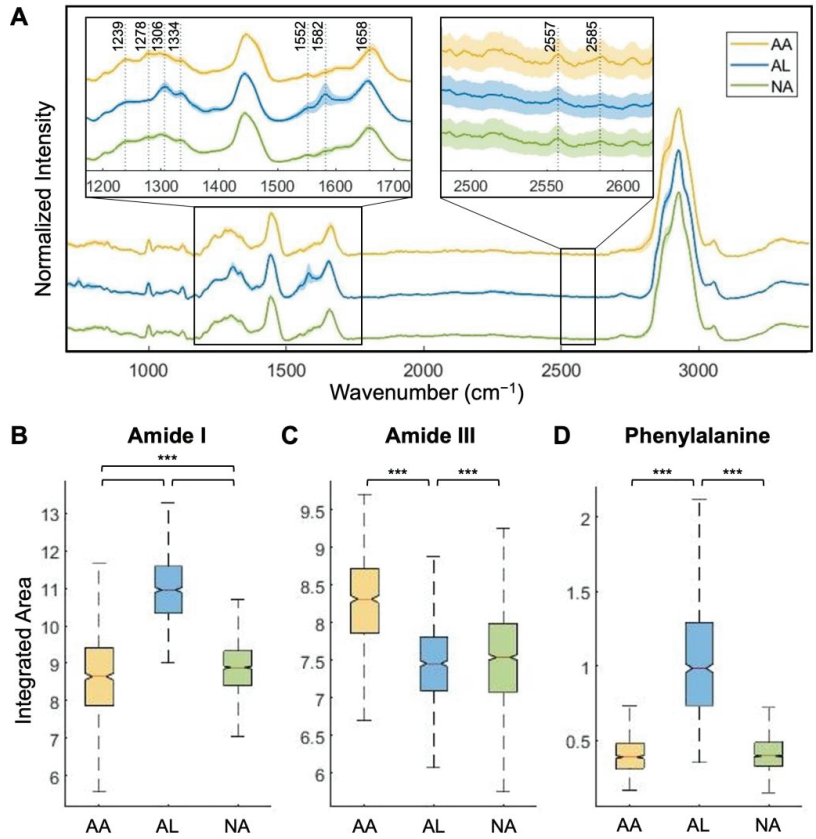 A
1239
1278
1306
1334
1552
1582
1658
2557
2585
AA
AL
NA
1200 1300 1400 1500 1600 1700
2500 2550 2600
Normalized Intensity
1000 1500 2000 2500 3000
Wavenumber (cm⁻¹)
B Amide I
***
Integrated Area
13
12
11
10
9
8
7
6
AA AL NA
C Amide III
*** ***
9.5
9
8.5
8
7.5
7
6.5
6
AA AL NA
D Phenylalanine
*** ***
2
1.5
1
0.5
AA AL NA